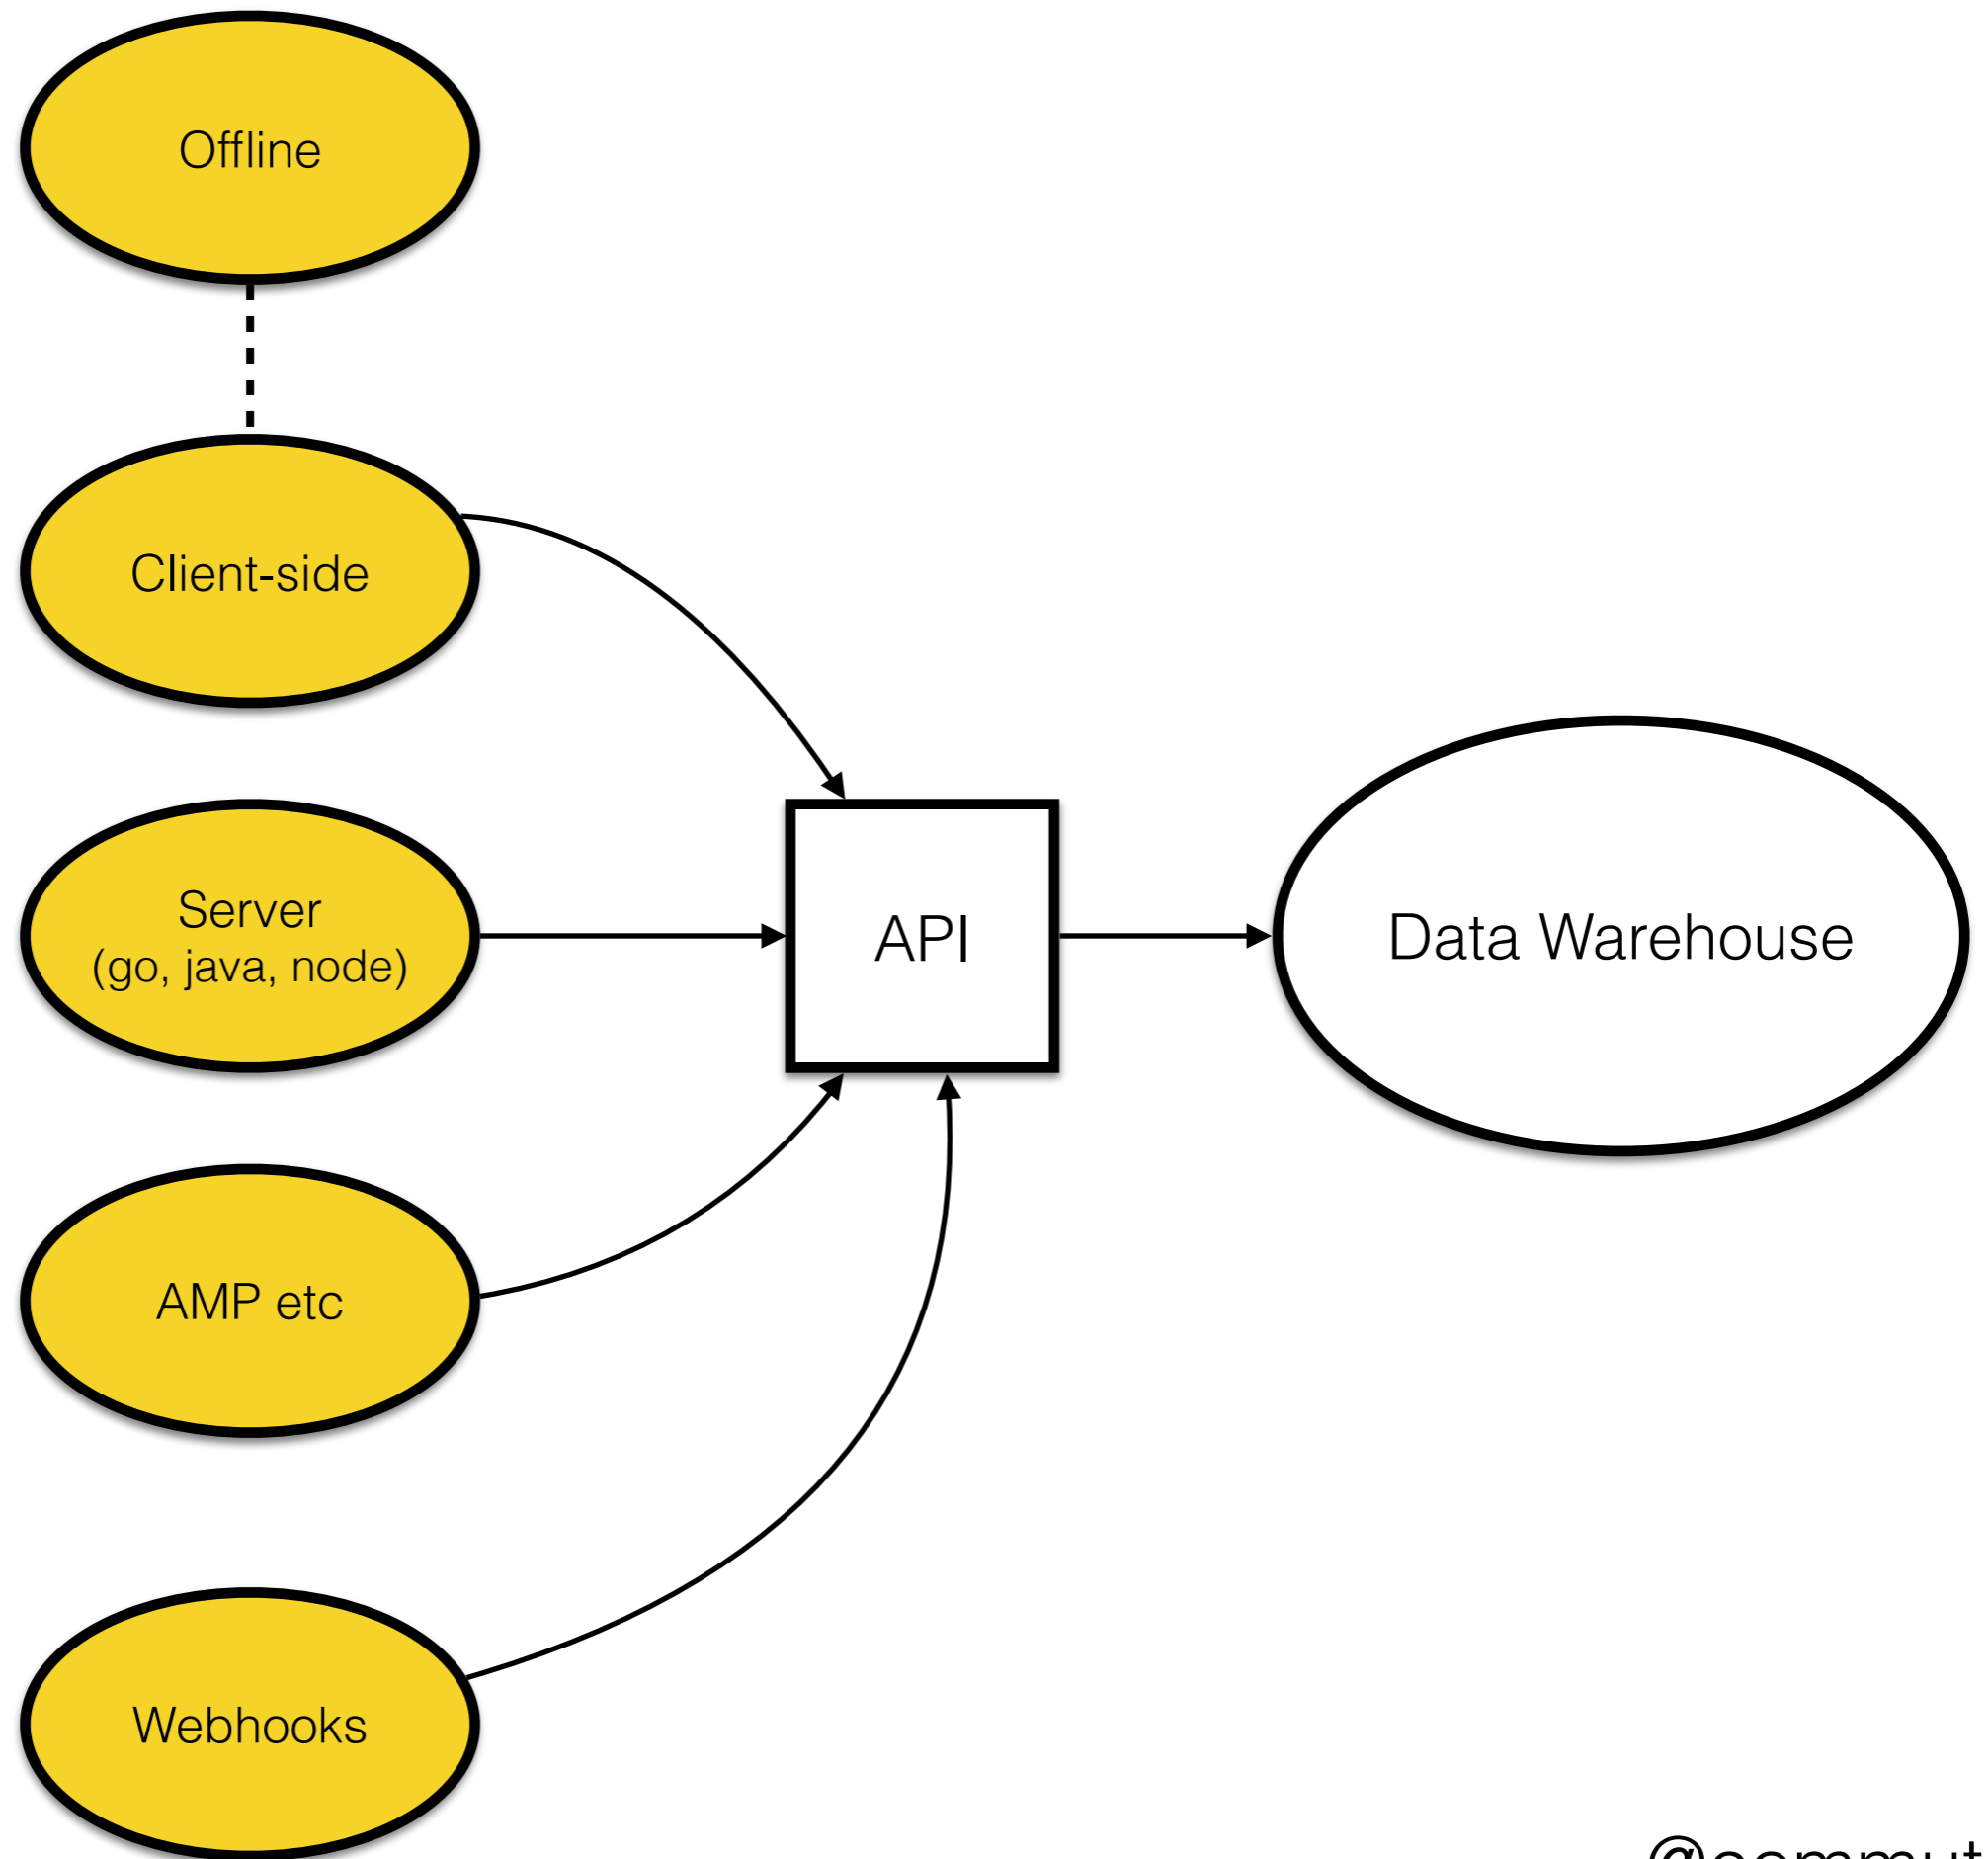 Offline
Client-side
Server
(go, java, node)
API
Data Warehouse
AMP etc
Webhooks